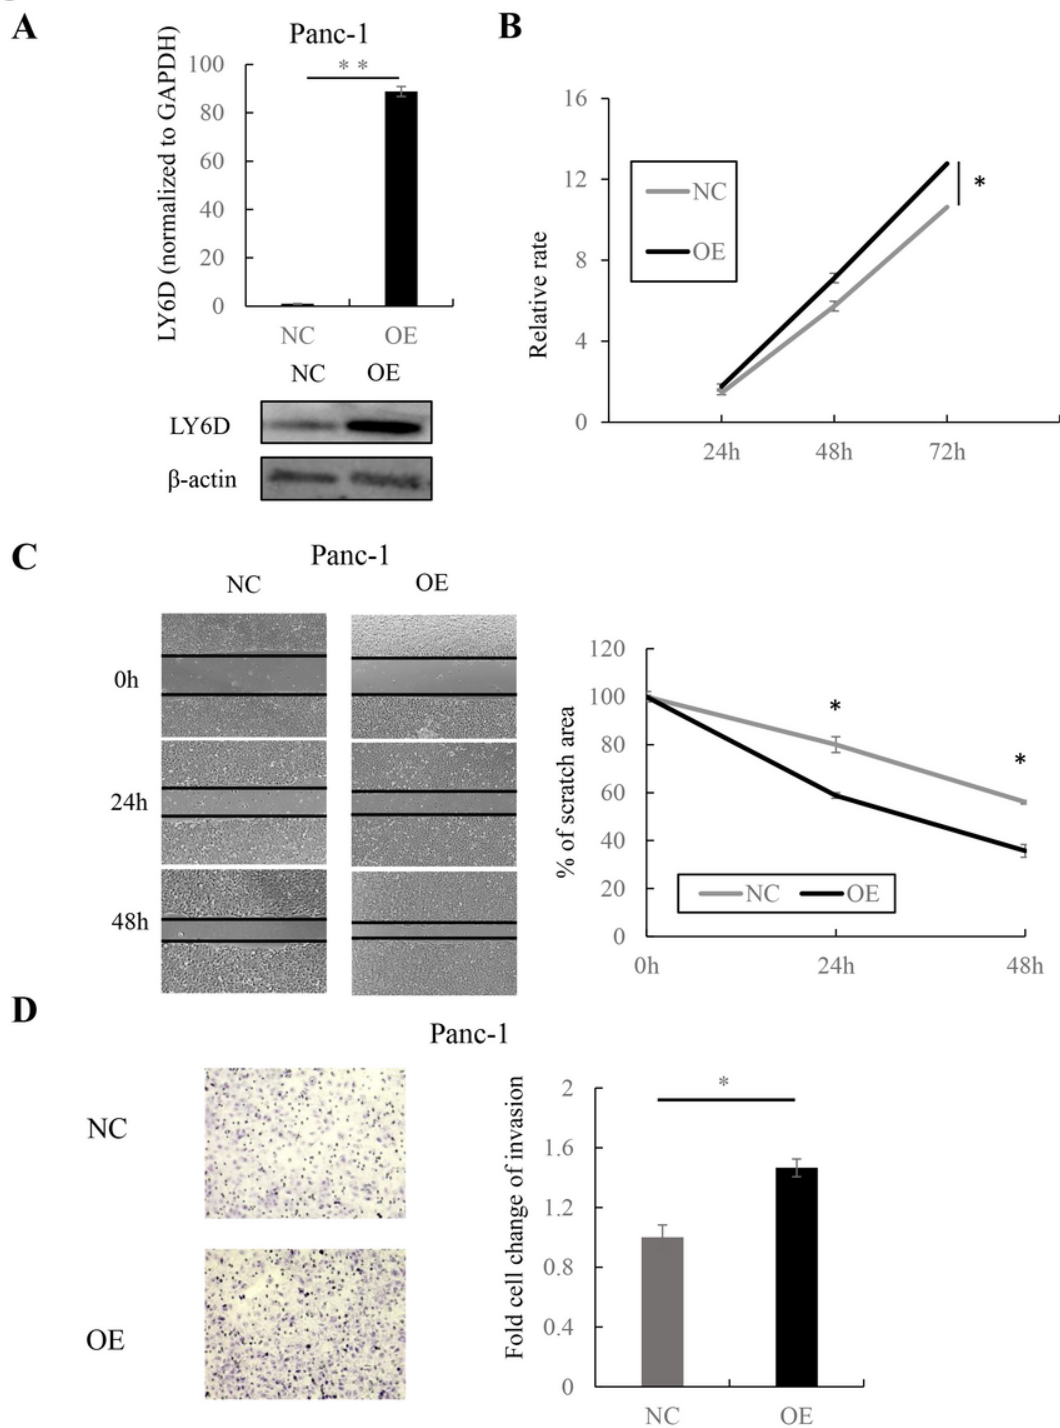 A
Panc-1
LY6D (normalized to GAPDH)
100
80
60
40
20
0
* *
NC
OE
NC
OE
LY6D
β-actin
B
Relative rate
16
12
8
4
0
NC
OE
*
24h
48h
72h
C
Panc-1
NC
OE
0h
24h
48h
% of scratch area
120
100
80
60
40
20
0
*
*
NC
OE
0h
24h
48h
D
Panc-1
NC
OE
Fold cell change of invasion
2
1.6
1.2
0.8
0.4
0
*
NC
OE